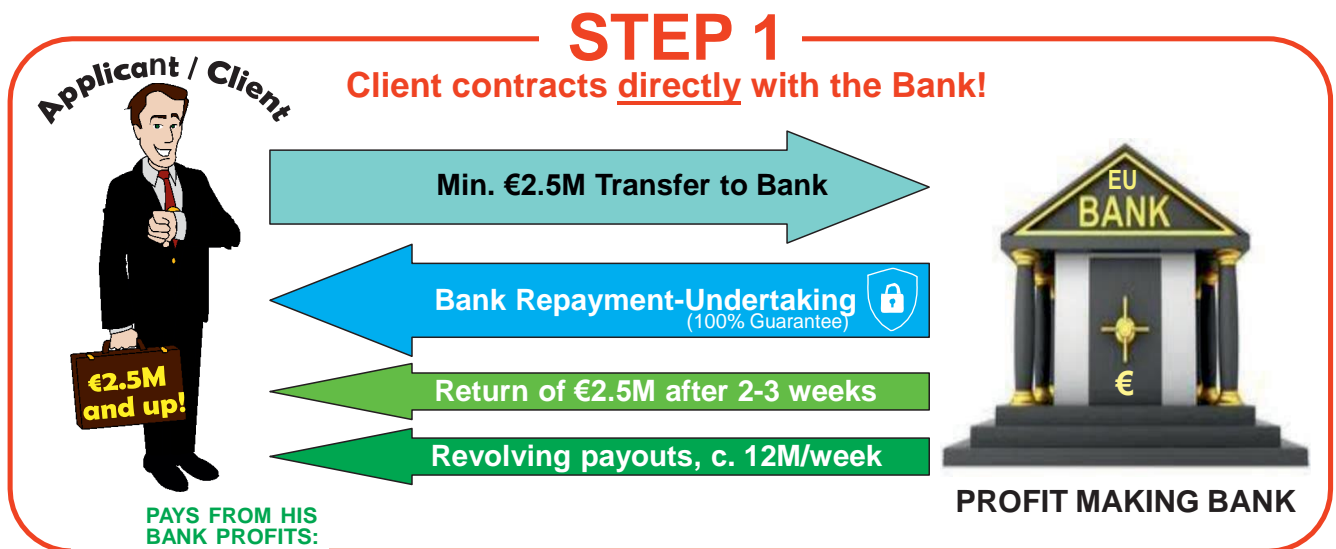 STEP 1
Client contracts directly with the Bank!
Applicant / Client
Min. €2.5M Transfer to Bank
EU
BANK
Bank Repayment-Undertaking
(100% Guarantee)
€2.5M
and up!
€
Return of €2.5M after 2-3 weeks
Revolving payouts, c. 12M/week
PROFIT MAKING BANK
PAYS FROM HIS
BANK PROFITS: